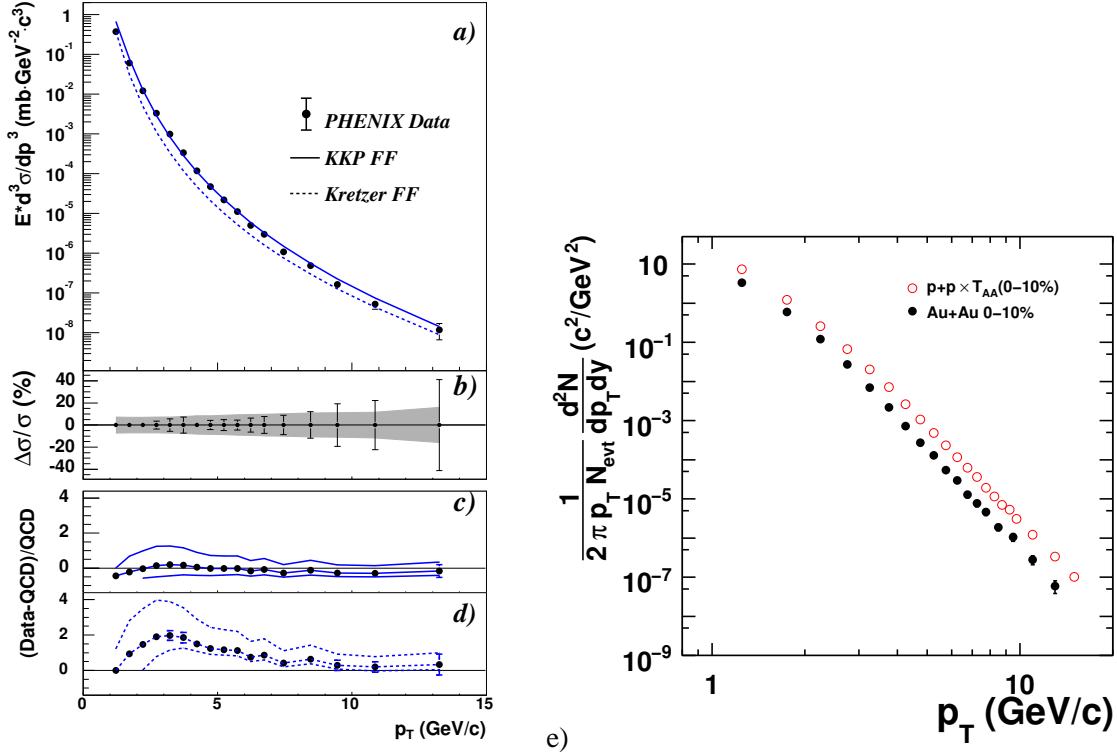 a)
E*d³σ/dp³ (mb·GeV⁻²·c³)
1
10⁻¹
10⁻²
10⁻³
10⁻⁴
10⁻⁵
10⁻⁶
10⁻⁷
10⁻⁸
PHENIX Data
KKP FF
Kretzer FF
b)
Δσ/σ (%)
40
20
0
-20
-40
c)
(Data-QCD)/QCD
4
2
0
d)
4
2
0
0 5 10 15
p_T (GeV/c)
e)
1/(2π p_T N_evt) d²N/(dp_T dy) (c²/GeV²)
10
10⁻¹
10⁻³
10⁻⁵
10⁻⁷
10⁻⁹
p+p × T_AA(0–10%)
Au+Au 0–10%
1 10
p_T (GeV/c)